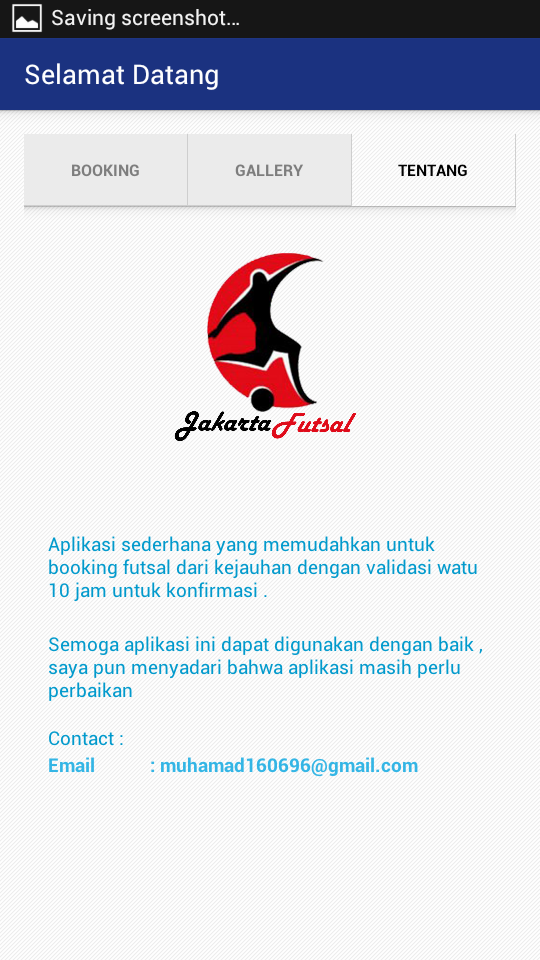 Saving screenshot...
Selamat Datang
BOOKING
GALLERY
TENTANG
JakartaFutsal
Aplikasi sederhana yang memudahkan untuk
booking futsal dari kejauhan dengan validasi watu
10 jam untuk konfirmasi .
Semoga aplikasi ini dapat digunakan dengan baik ,
saya pun menyadari bahwa aplikasi masih perlu
perbaikan
Contact :
Email : muhamad160696@gmail.com